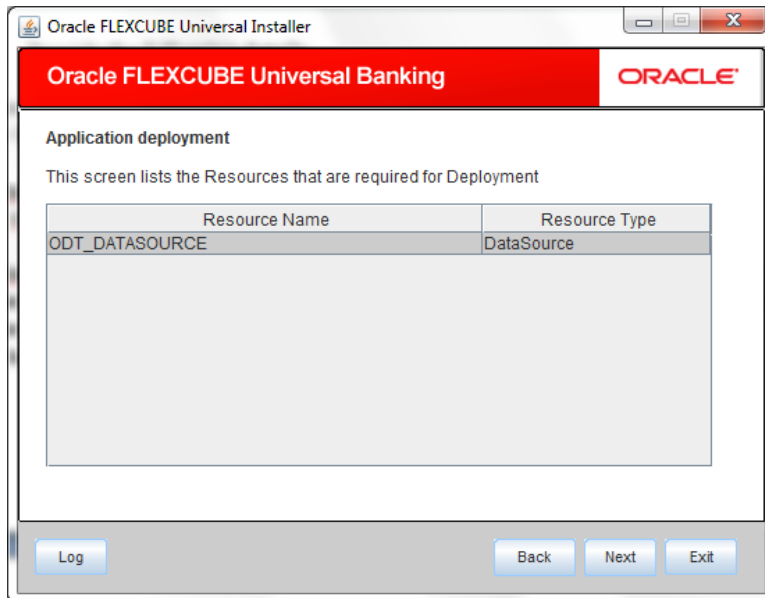 Oracle FLEXCUBE Universal Installer
Oracle FLEXCUBE Universal Banking
ORACLE
Application deployment
This screen lists the Resources that are required for Deployment
Resource Name Resource Type
ODT_DATASOURCE DataSource
Log Back Next Exit